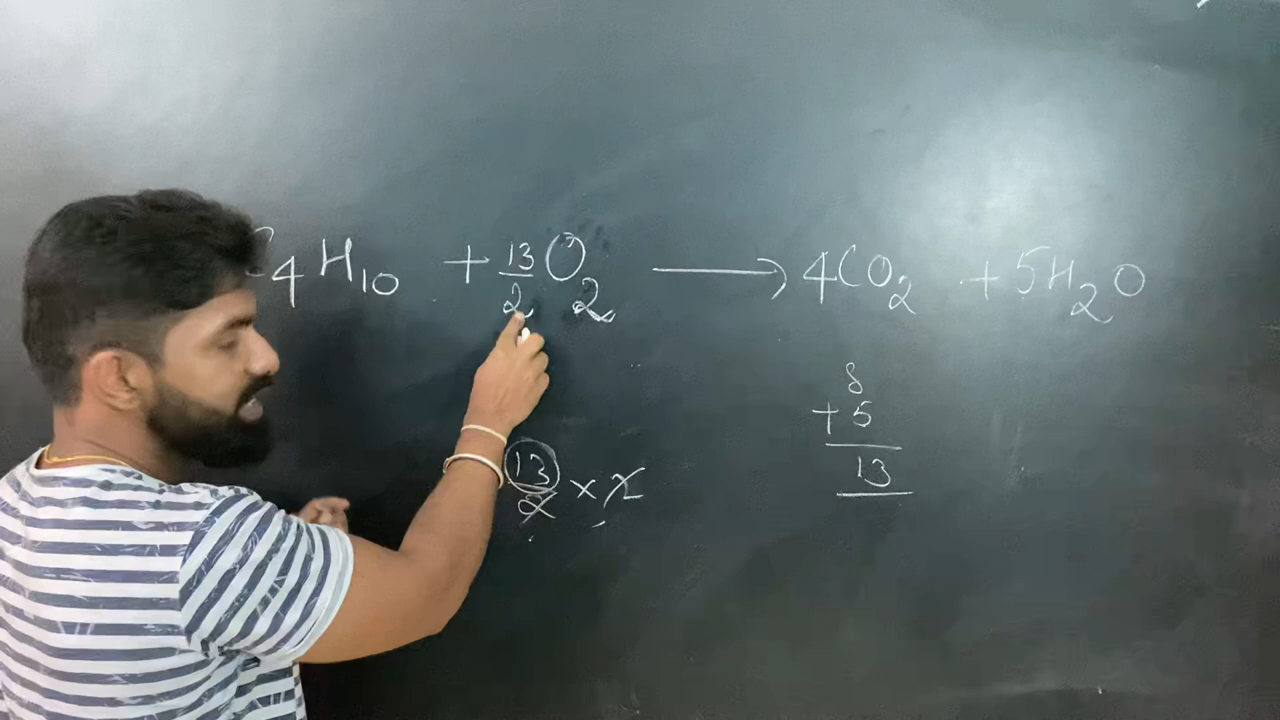 C₄H₁₀ + 13/2 O₂ → 4CO₂ + 5H₂O
8
+ 5
13
13/2 × 2